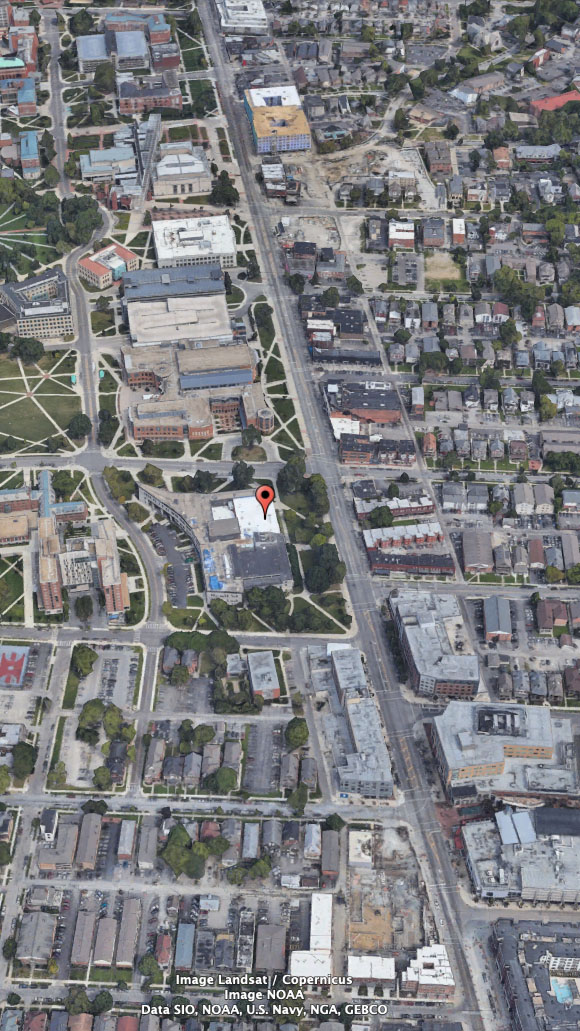 Image Landsat / Copernicus
Image NOAA
Data SIO, NOAA, U.S. Navy, NGA, GEBCO